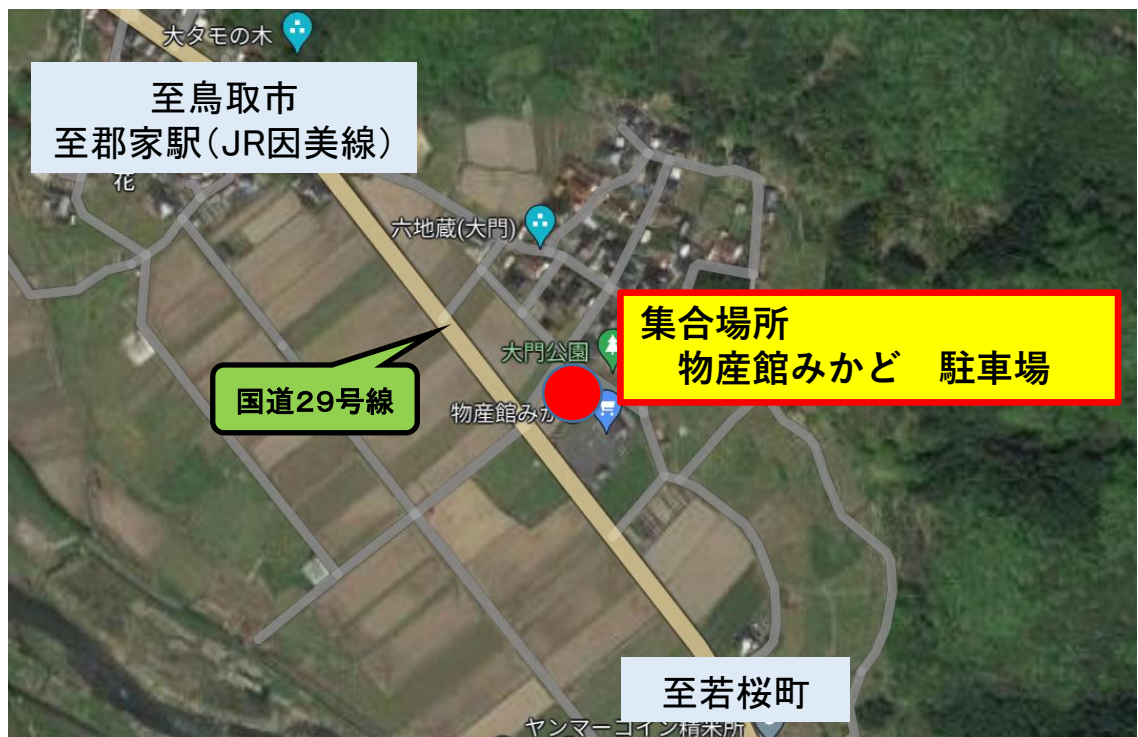 大タモの木
至鳥取市
至郡家駅（JR因美線）
花
六地蔵(大門)
集合場所
物産館みかど　駐車場
大門公園
国道29号線
物産館みか
至若桜町
ヤンマーコイン精米所